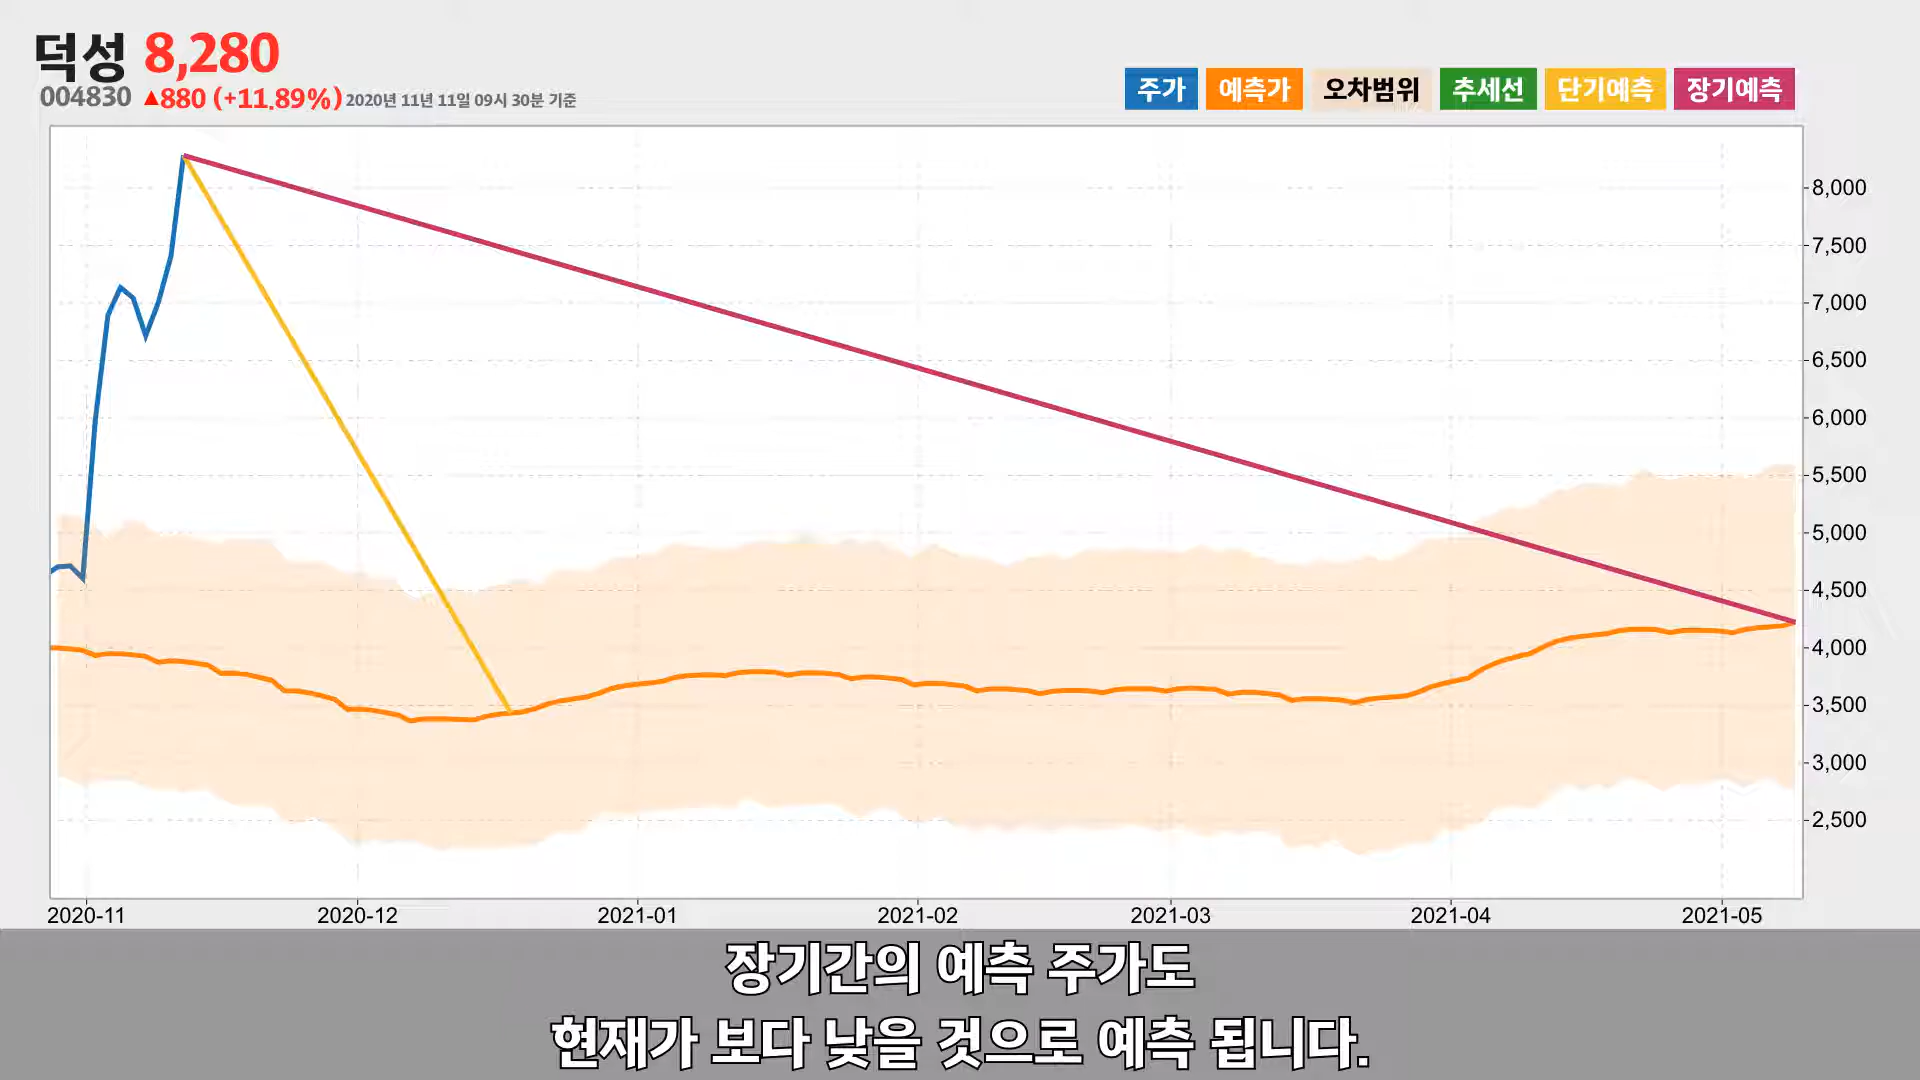 덕성 8,280
004830 ▲880 (+11.89%) 2020년 11년 11일 09시 30분 기준
주가 예측가 오차범위 추세선 단기예측 장기예측
8,000
7,500
7,000
6,500
6,000
5,500
5,000
4,500
4,000
3,500
3,000
2,500
2020-11 2020-12 2021-01 2021-02 2021-03 2021-04 2021-05
장기간의 예측 주가도
현재가 보다 낮을 것으로 예측 됩니다.